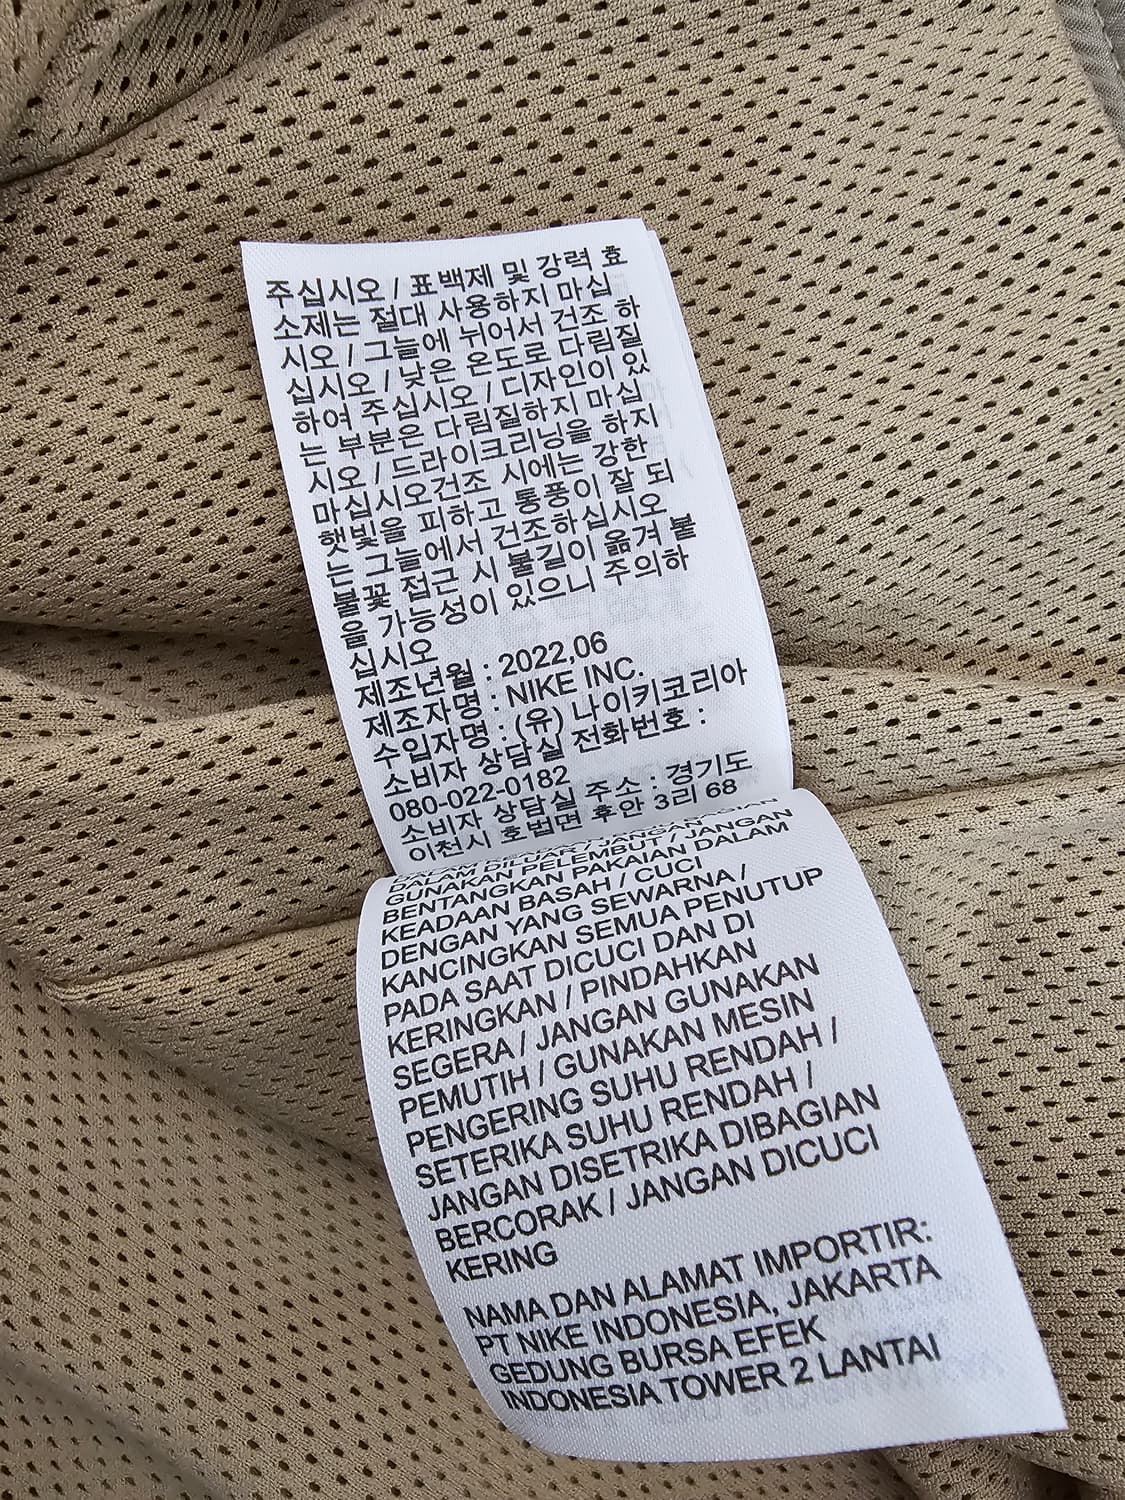 주십시오 / 표백제 및 강력 효
소제는 절대 사용하지 마십
시오 / 그늘에 뉘어서 건조 하
십시오 / 낮은 온도로 다림질
하여 주십시오 / 디자인이 있
는 부분은 다림질하지 마십
시오 / 드라이크리닝을 하지
마십시오건조 시에는 강한
햇빛을 피하고 통풍이 잘 되
는 그늘에서 건조하십시오
불꽃 접근 시 불길이 옮겨 붙
을 가능성이 있으니 주의하
십시오
제조년월 : 2022,06
제조자명 : NIKE INC.
수입자명 : (유) 나이키코리아
소비자 상담실 전화번호 :
080-022-0182
소비자 상담실 주소 : 경기도
이천시 호법면 후안 3리 68
DALAM DILUAR / JANGAN
GUNAKAN PELEMBUT / JANGAN
BENTANGKAN PAKAIAN DALAM
KEADAAN BASAH / CUCI
DENGAN YANG SEWARNA /
KANCINGKAN SEMUA PENUTUP
PADA SAAT DICUCI DAN DI
KERINGKAN / PINDAHKAN
SEGERA / JANGAN GUNAKAN
PEMUTIH / GUNAKAN MESIN
PENGERING SUHU RENDAH /
SETERIKA SUHU RENDAH /
JANGAN DISETRIKA DIBAGIAN
BERCORAK / JANGAN DICUCI
KERING
NAMA DAN ALAMAT IMPORTIR:
PT NIKE INDONESIA, JAKARTA
GEDUNG BURSA EFEK
INDONESIA TOWER 2 LANTAI